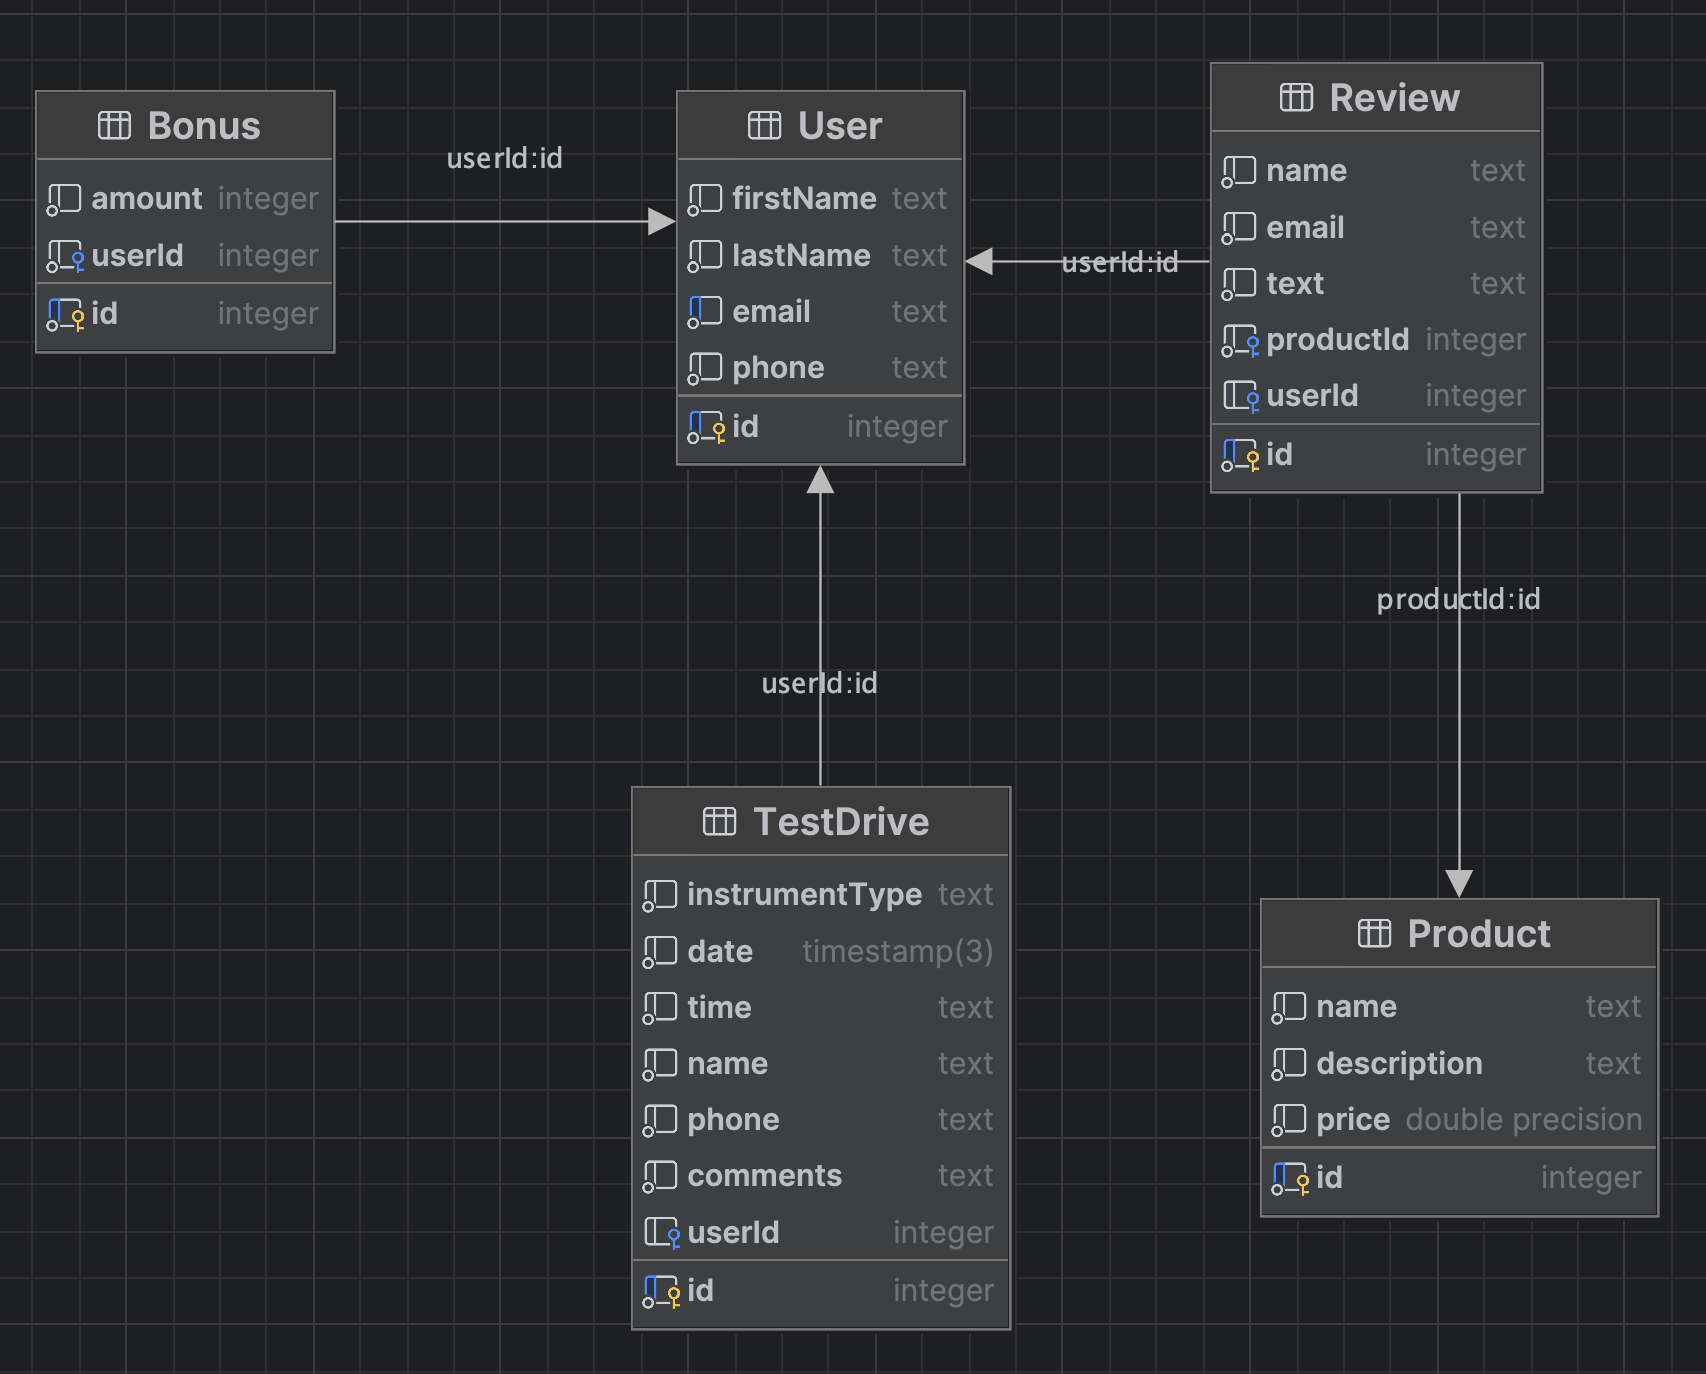 Bonus
amount integer
userId integer
id integer
userId:id
User
firstName text
lastName text
email text
phone text
id integer
userId:id
Review
name text
email text
text text
productId integer
userId integer
id integer
userId:id
productId:id
TestDrive
instrumentType text
date timestamp(3)
time text
name text
phone text
comments text
userId integer
id integer
Product
name text
description text
price double precision
id integer